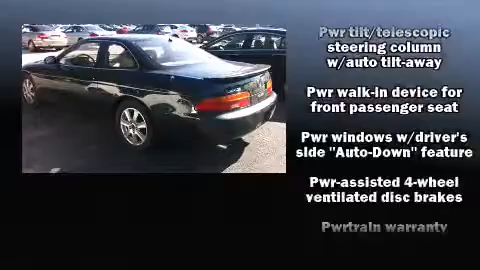 Pwr tilt/telescopic
steering column
w/auto tilt-away
Pwr walk-in device for
front passenger seat
Pwr windows w/driver's
side "Auto-Down" feature
Pwr-assisted 4-wheel
ventilated disc brakes
Pwrtrain warranty